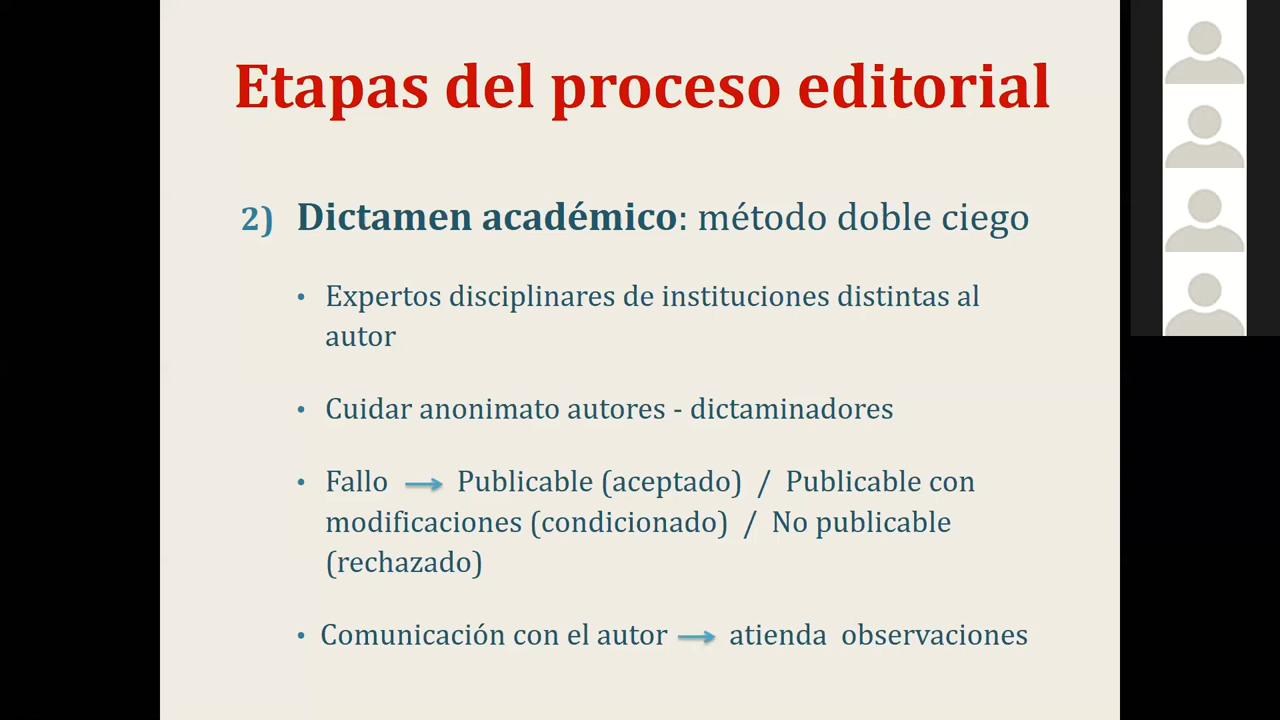 Etapas del proceso editorial
2) Dictamen académico: método doble ciego
• Expertos disciplinares de instituciones distintas al
autor
• Cuidar anonimato autores - dictaminadores
• Fallo → Publicable (aceptado) / Publicable con
modificaciones (condicionado) / No publicable
(rechazado)
• Comunicación con el autor → atienda observaciones